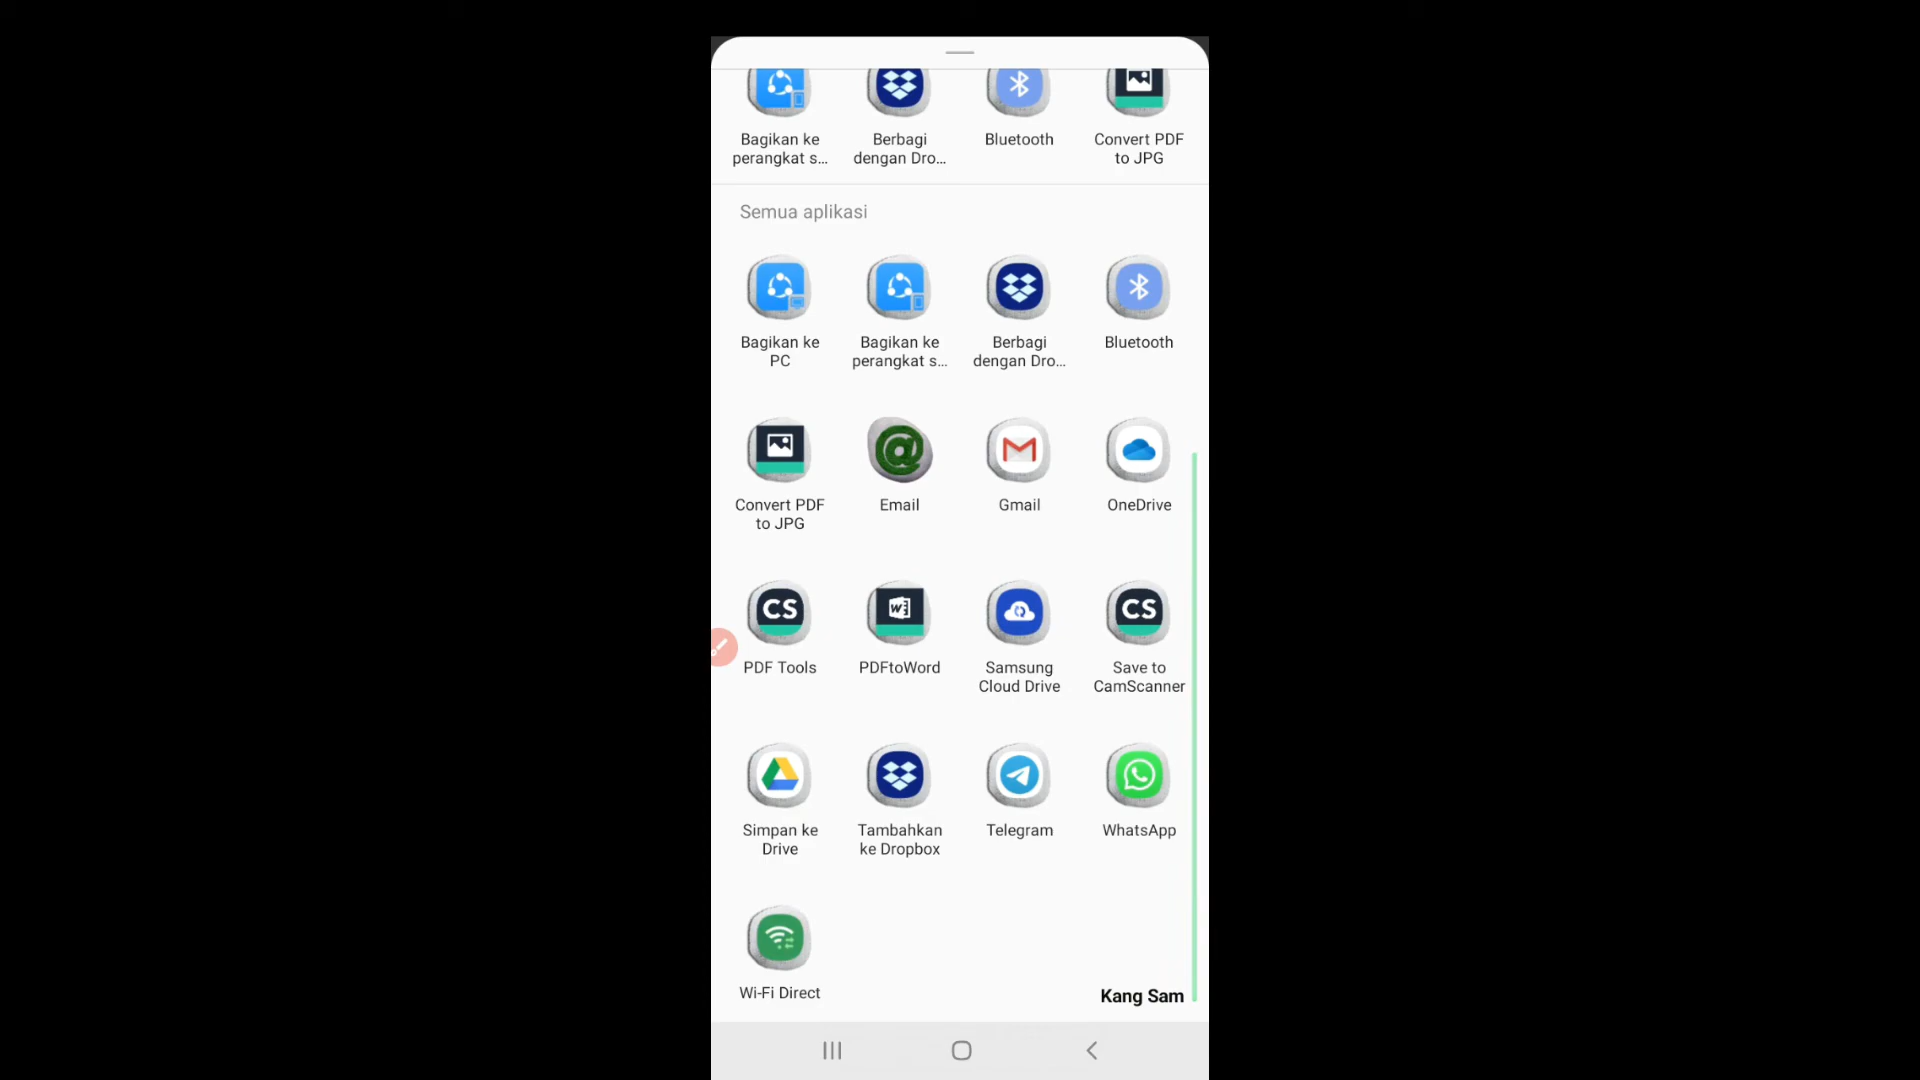 Bagikan ke perangkat s...
Berbagi dengan Dro...
Bluetooth
Convert PDF to JPG
Semua aplikasi
Bagikan ke PC
Bagikan ke perangkat s...
Berbagi dengan Dro...
Bluetooth
Convert PDF to JPG
Email
Gmail
OneDrive
CS
PDF Tools
PDFtoWord
Samsung Cloud Drive
CS
Save to CamScanner
Simpan ke Drive
Tambahkan ke Dropbox
Telegram
WhatsApp
Wi-Fi Direct
Kang Sam